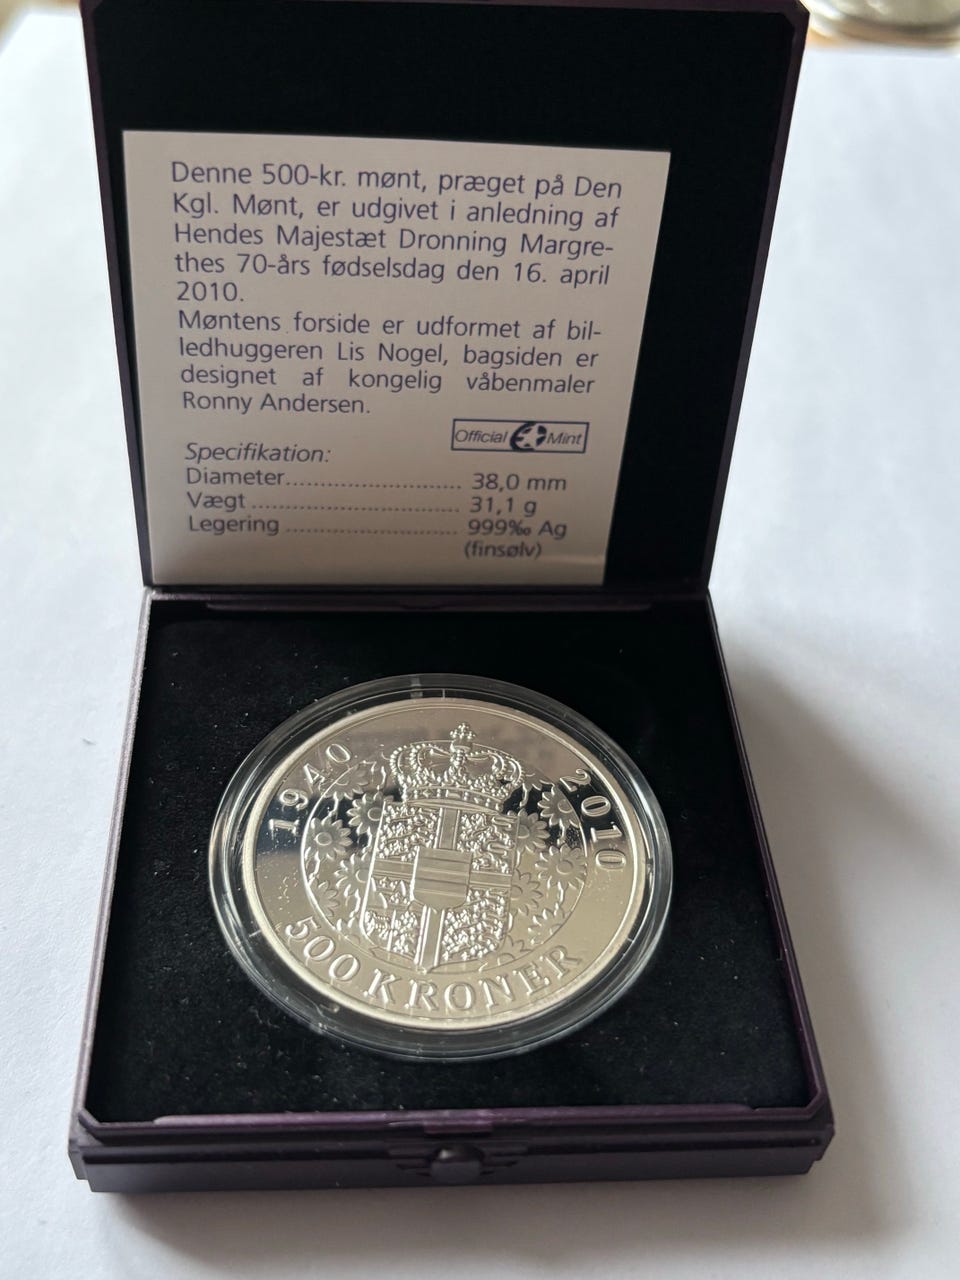 Denne 500-kr. mønt, præget på Den
Kgl. Mønt, er udgivet i anledning af
Hendes Majestæt Dronning Margre-
thes 70-års fødselsdag den 16. april
2010.
Møntens forside er udformet af bil-
ledhuggeren Lis Nogel, bagsiden er
designet af kongelig våbenmaler
Ronny Andersen.
Official Mint
Specifikation:
Diameter.......................... 38,0 mm
Vægt ............................... 31,1 g
Legering .......................... 999‰ Ag
(finsølv)
1940 2010
500 KRONER